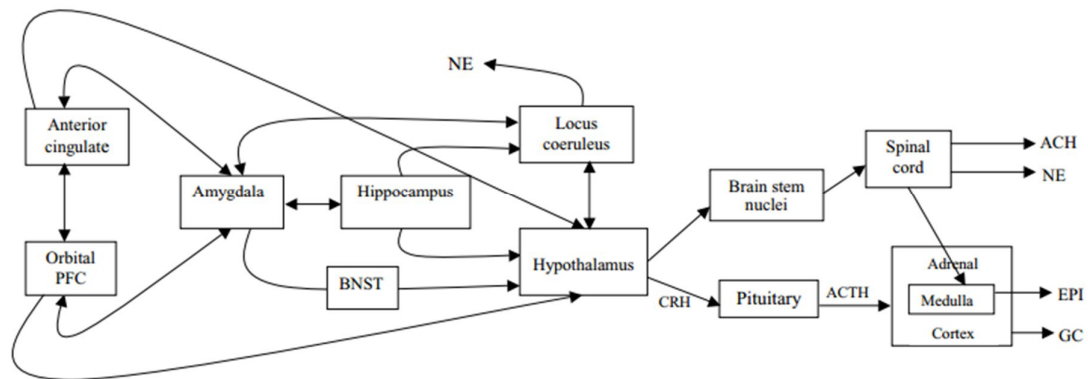 NE
Anterior
cingulate
Locus
coeruleus
Spinal
cord
ACH
NE
Amygdala
Hippocampus
Brain stem
nuclei
Orbital
PFC
BNST
Hypothalamus
CRH
Pituitary
ACTH
Adrenal
Medulla
Cortex
EPI
GC